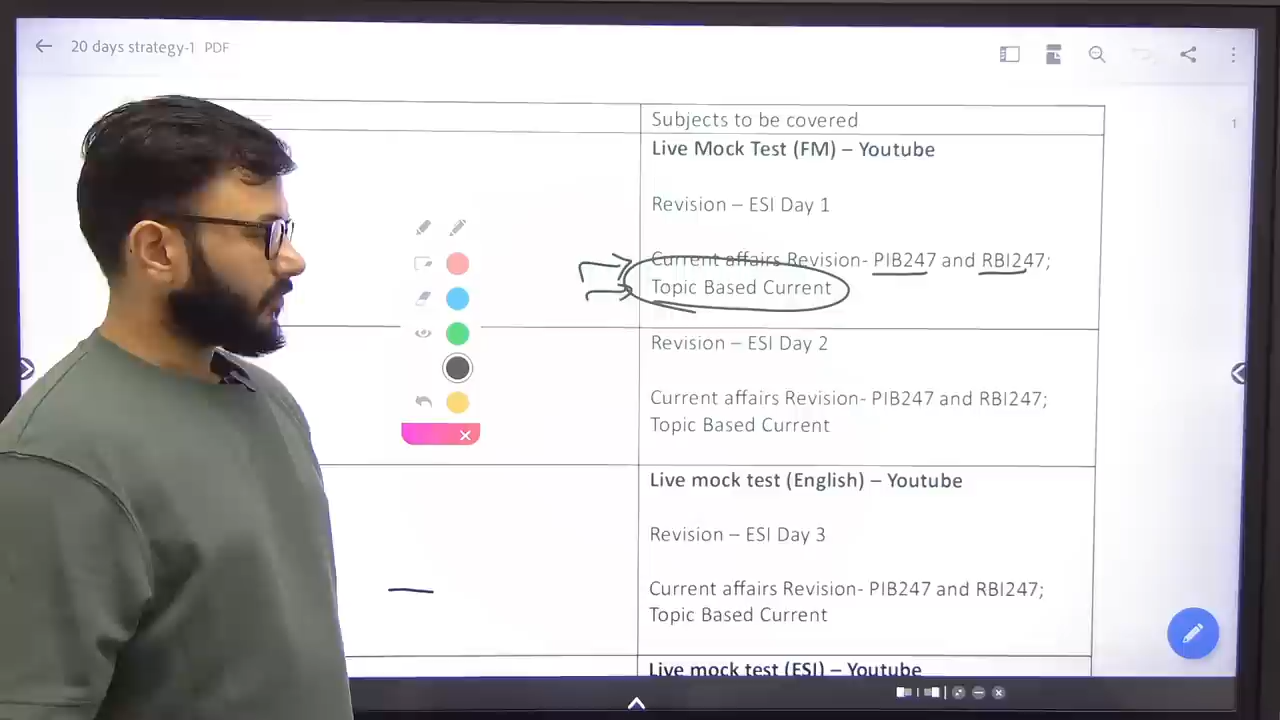 20 days strategy-1 PDF
Subjects to be covered
1
Live Mock Test (FM) – Youtube
Revision – ESI Day 1
Current affairs Revision- PIB247 and RBI247;
Topic Based Current
Revision – ESI Day 2
Current affairs Revision- PIB247 and RBI247;
Topic Based Current
Live mock test (English) – Youtube
Revision – ESI Day 3
Current affairs Revision- PIB247 and RBI247;
Topic Based Current
Live mock test (ESI) – Youtube